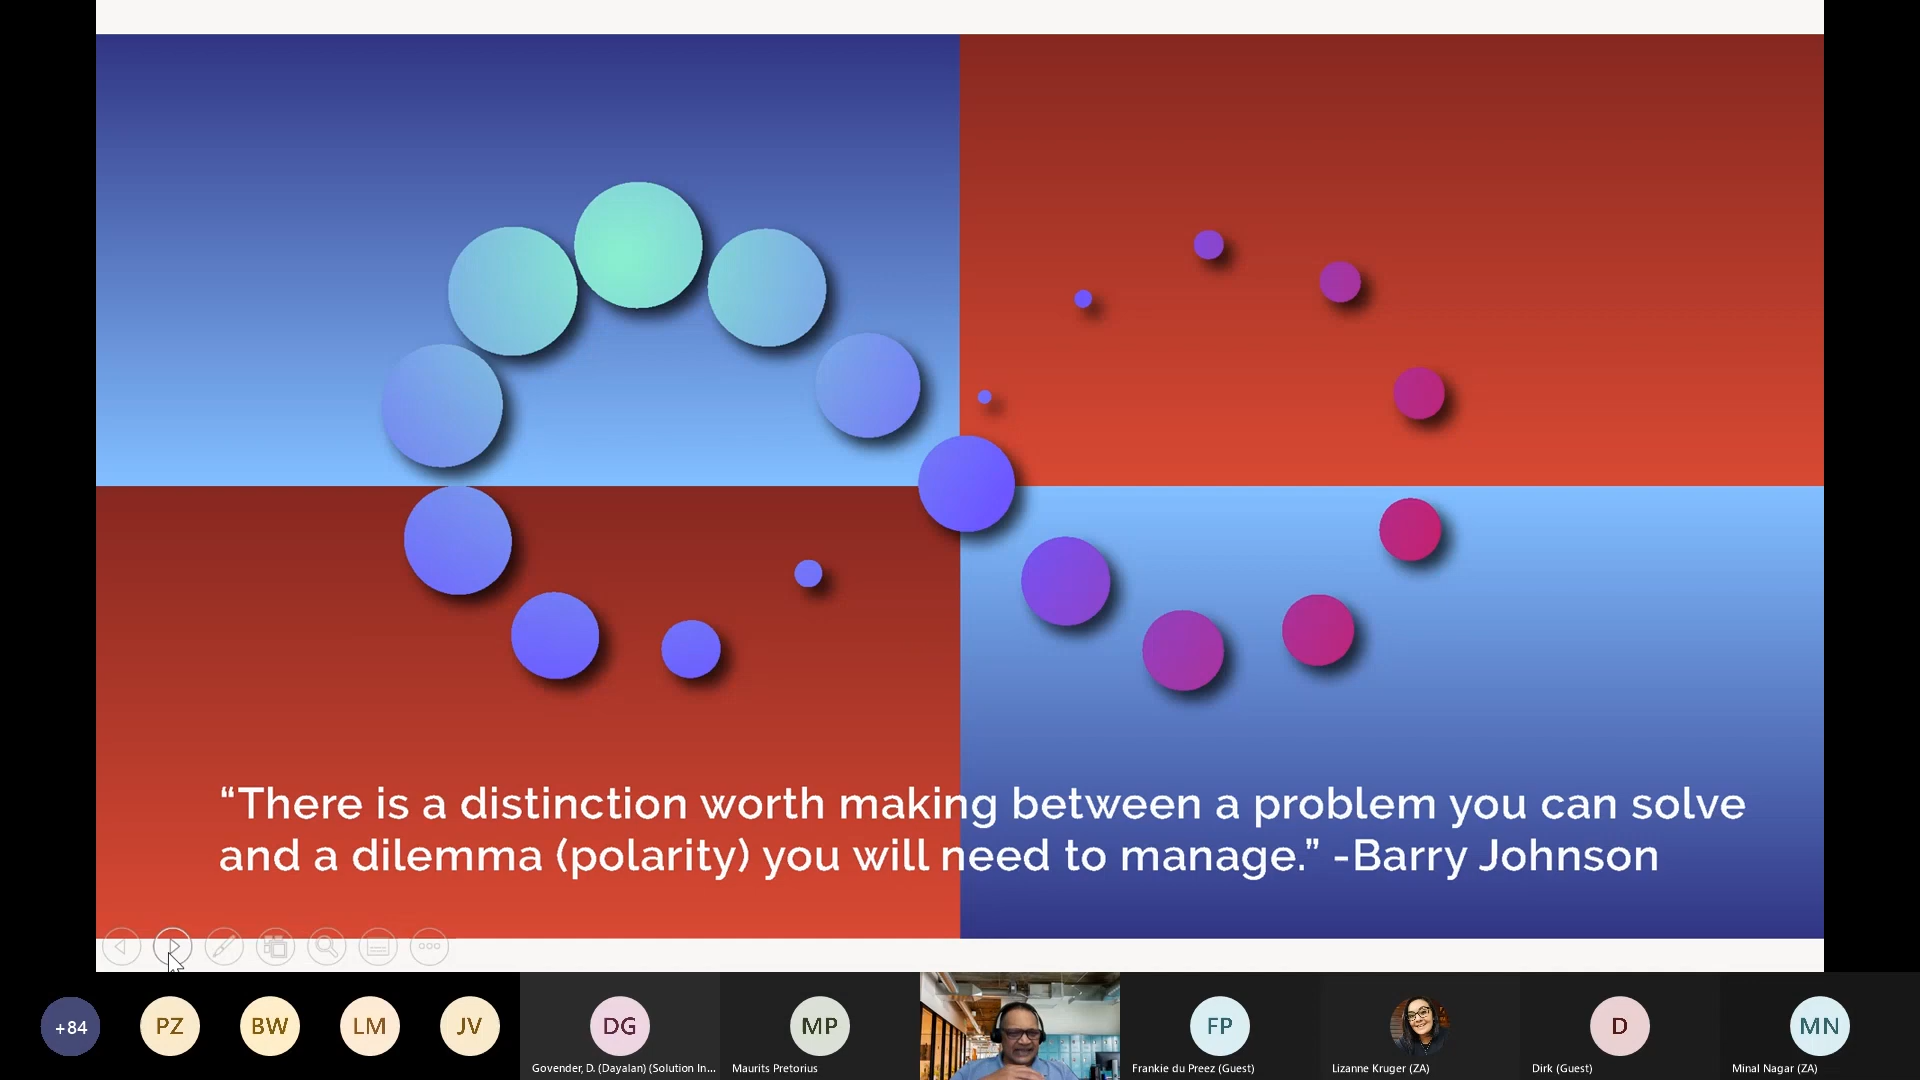 “There is a distinction worth making between a problem you can solve
and a dilemma (polarity) you will need to manage.” -Barry Johnson
+84
PZ
BW
LM
JV
DG
MP
FP
D
MN
Govender, D. (Dayalan) (Solution In...
Maurits Pretorius
Frankie du Preez (Guest)
Lizanne Kruger (ZA)
Dirk (Guest)
Minal Nagar (ZA)